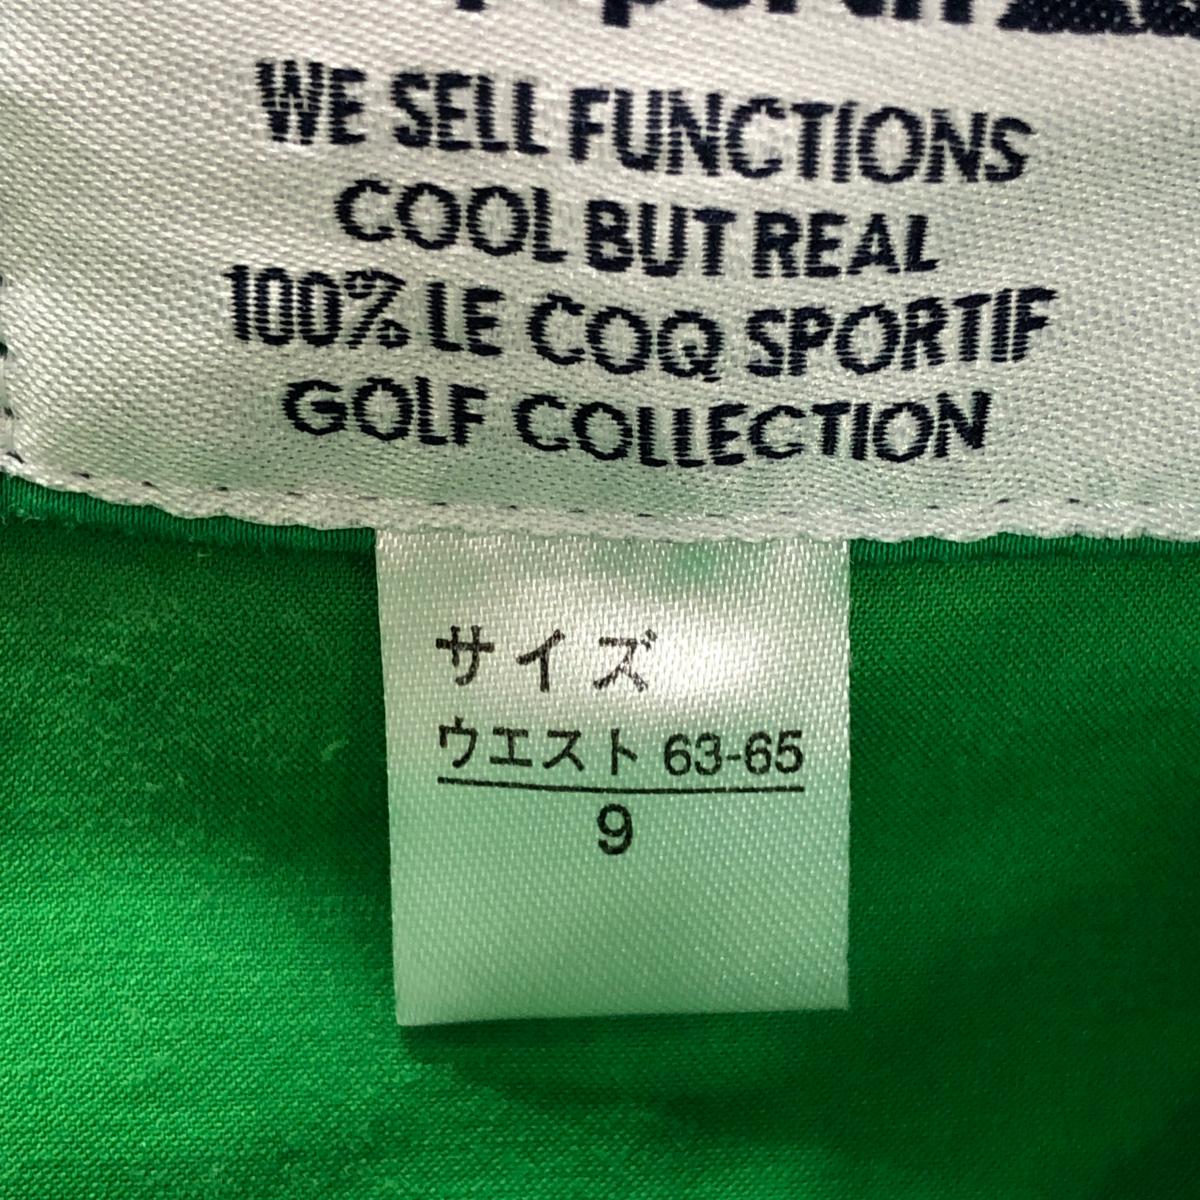 WE SELL FUNCTIONS
COOL BUT REAL
100% LE COQ SPORTIF
GOLF COLLECTION
サイズ
ウエスト 63-65
9